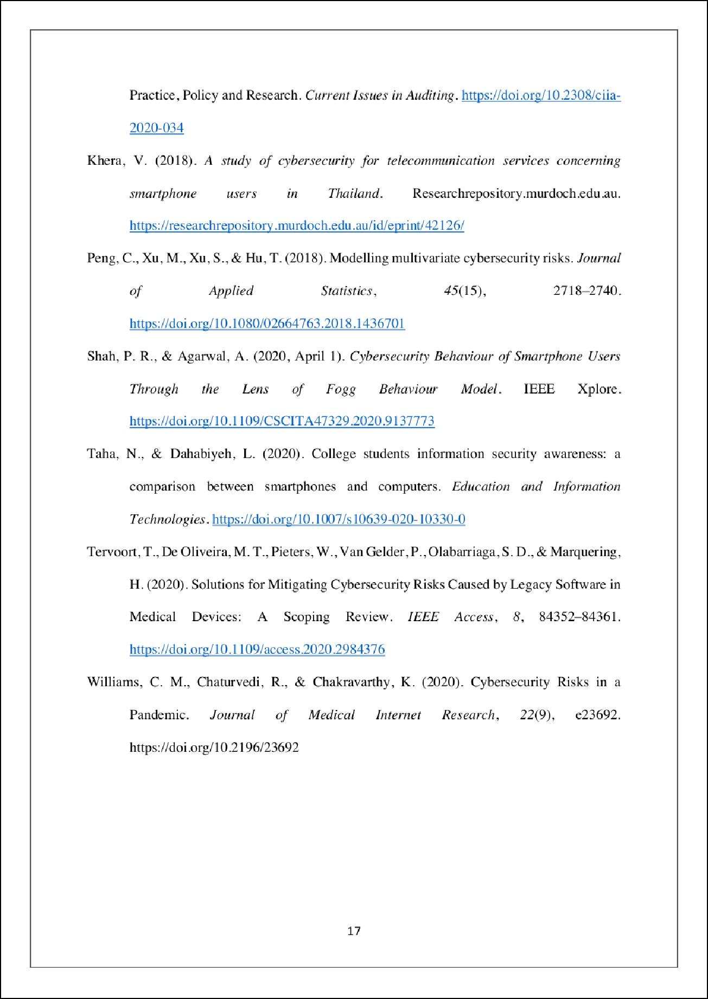 Practice, Policy and Research. Current Issues in Auditing. https://doi.org/10.2308/ciia-
2020-034
Khera, V. (2018). A study of cybersecurity for telecommunication services concerning
smartphone users in Thailand. Researchrepository.murdoch.edu.au.
https://researchrepository.murdoch.edu.au/id/eprint/42126/
Peng, C., Xu, M., Xu, S., & Hu, T. (2018). Modelling multivariate cybersecurity risks. Journal
of Applied Statistics, 45(15), 2718–2740.
https://doi.org/10.1080/02664763.2018.1436701
Shah, P. R., & Agarwal, A. (2020, April 1). Cybersecurity Behaviour of Smartphone Users
Through the Lens of Fogg Behaviour Model. IEEE Xplore.
https://doi.org/10.1109/CSCITA47329.2020.9137773
Taha, N., & Dahabiyeh, L. (2020). College students information security awareness: a
comparison between smartphones and computers. Education and Information
Technologies. https://doi.org/10.1007/s10639-020-10330-0
Tervoort, T., De Oliveira, M. T., Pieters, W., Van Gelder, P., Olabarriaga, S. D., & Marquering,
H. (2020). Solutions for Mitigating Cybersecurity Risks Caused by Legacy Software in
Medical Devices: A Scoping Review. IEEE Access, 8, 84352–84361.
https://doi.org/10.1109/access.2020.2984376
Williams, C. M., Chaturvedi, R., & Chakravarthy, K. (2020). Cybersecurity Risks in a
Pandemic. Journal of Medical Internet Research, 22(9), e23692.
https://doi.org/10.2196/23692
17